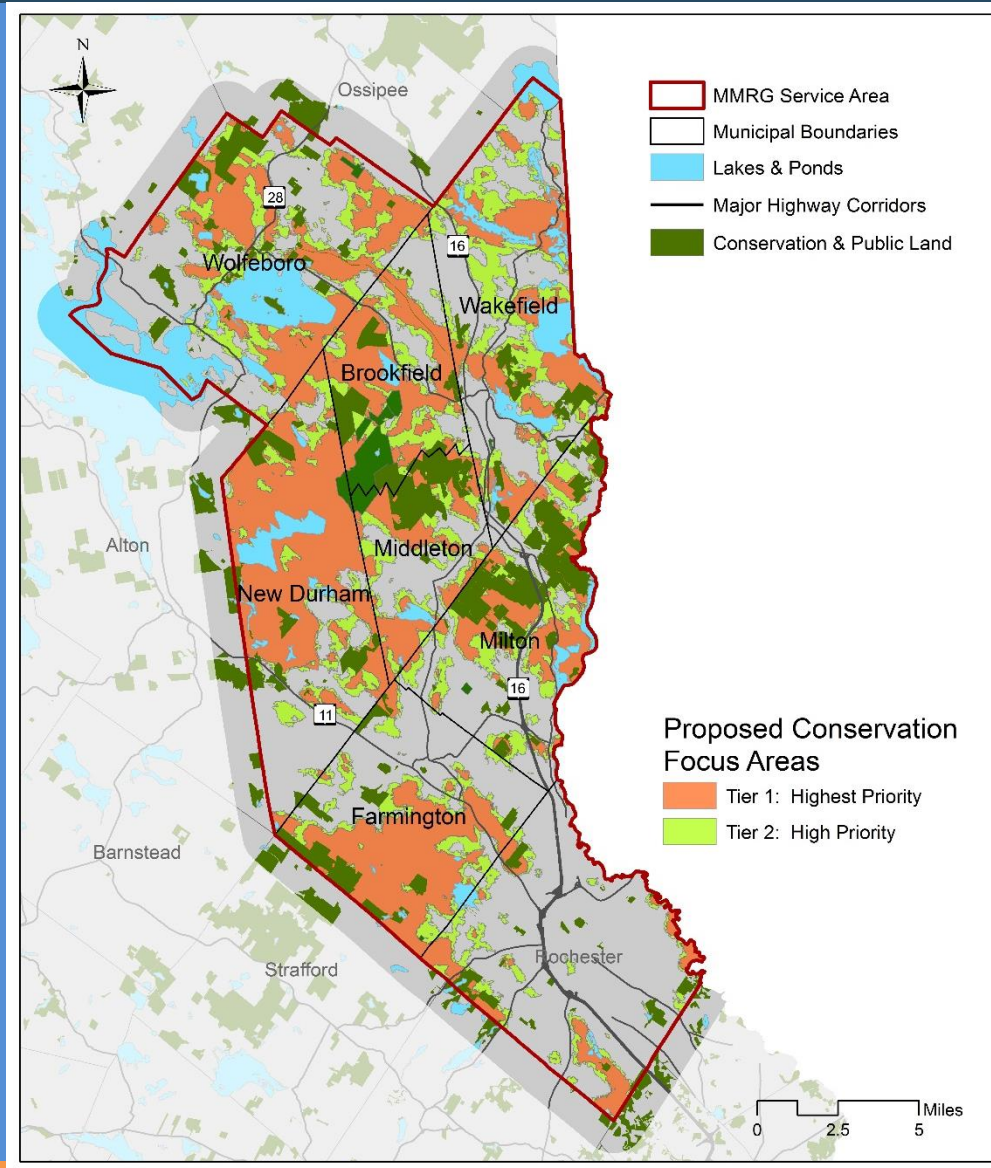 N
Ossipee
28
Wolfeboro
16
Wakefield
Brookfield
Alton
Middleton
New Durham
Milton
16
11
Farmington
Barnstead
Strafford
Rochester
MMRG Service Area
Municipal Boundaries
Lakes & Ponds
Major Highway Corridors
Conservation & Public Land
Proposed Conservation
Focus Areas
Tier 1: Highest Priority
Tier 2: High Priority
Miles
0 2.5 5